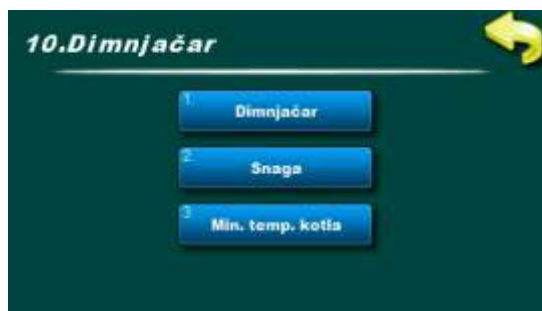 10.Dimnjačar
1
Dimnjačar
2
Snaga
3
Min. temp. kotla